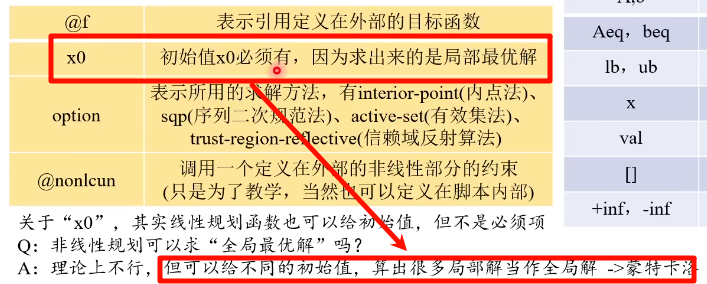 @f 表示引用定义在外部的目标函数
x0 初始值x0必须有，因为求出来的是局部最优解
option 表示所用的求解方法，有interior-point(内点法)、
sqp(序列二次规范法)、active-set(有效集法)、
trust-region-reflective(信赖域反射算法)
@nonlcun 调用一个定义在外部的非线性部分的约束
(只是为了教学，当然也可以定义在脚本内部)
Aeq，beq
lb，ub
x
val
[]
+inf，-inf
关于“x0”，其实线性规划函数也可以给初始值，但不是必须项
Q：非线性规划可以求“全局最优解”吗？
A：理论上不行，但可以给不同的初始值，算出很多局部解当作全局解 ->蒙特卡洛